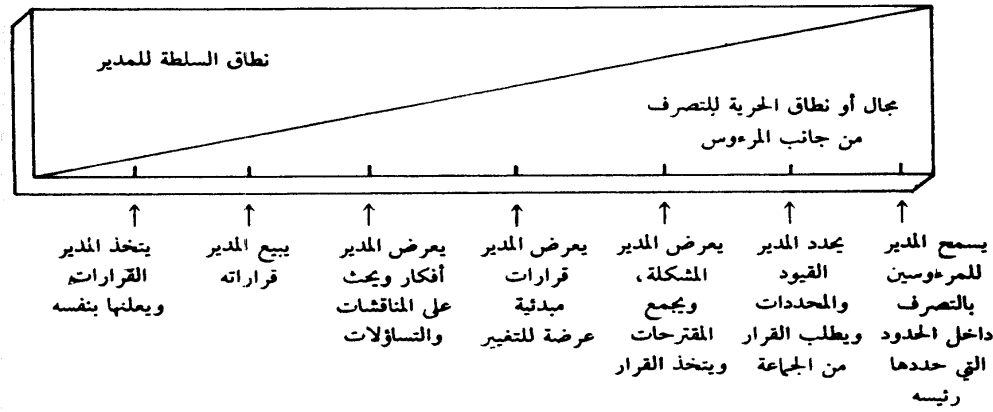 نطاق السلطة للمدير
مجال أو نطاق الحرية للتصرف
من جانب المرءوس
يسمح المدير
للمرءوسين
بالتصرف
داخل الحدود
التي حددها
رئيسه
يحدد المدير
القيود
والمحددات
ويطلب القرار
من الجماعة
يعرض المدير
المشكلة،
ويجمع
المقترحات
ويتخذ القرار
يعرض المدير
قرارات
مبدئية
عرضة للتغيير
يعرض المدير
أفكار ويحث
على المناقشات
والتساؤلات
يبيع المدير
قراراته
يتخذ المدير
القرارات
ويعلنها بنفسه